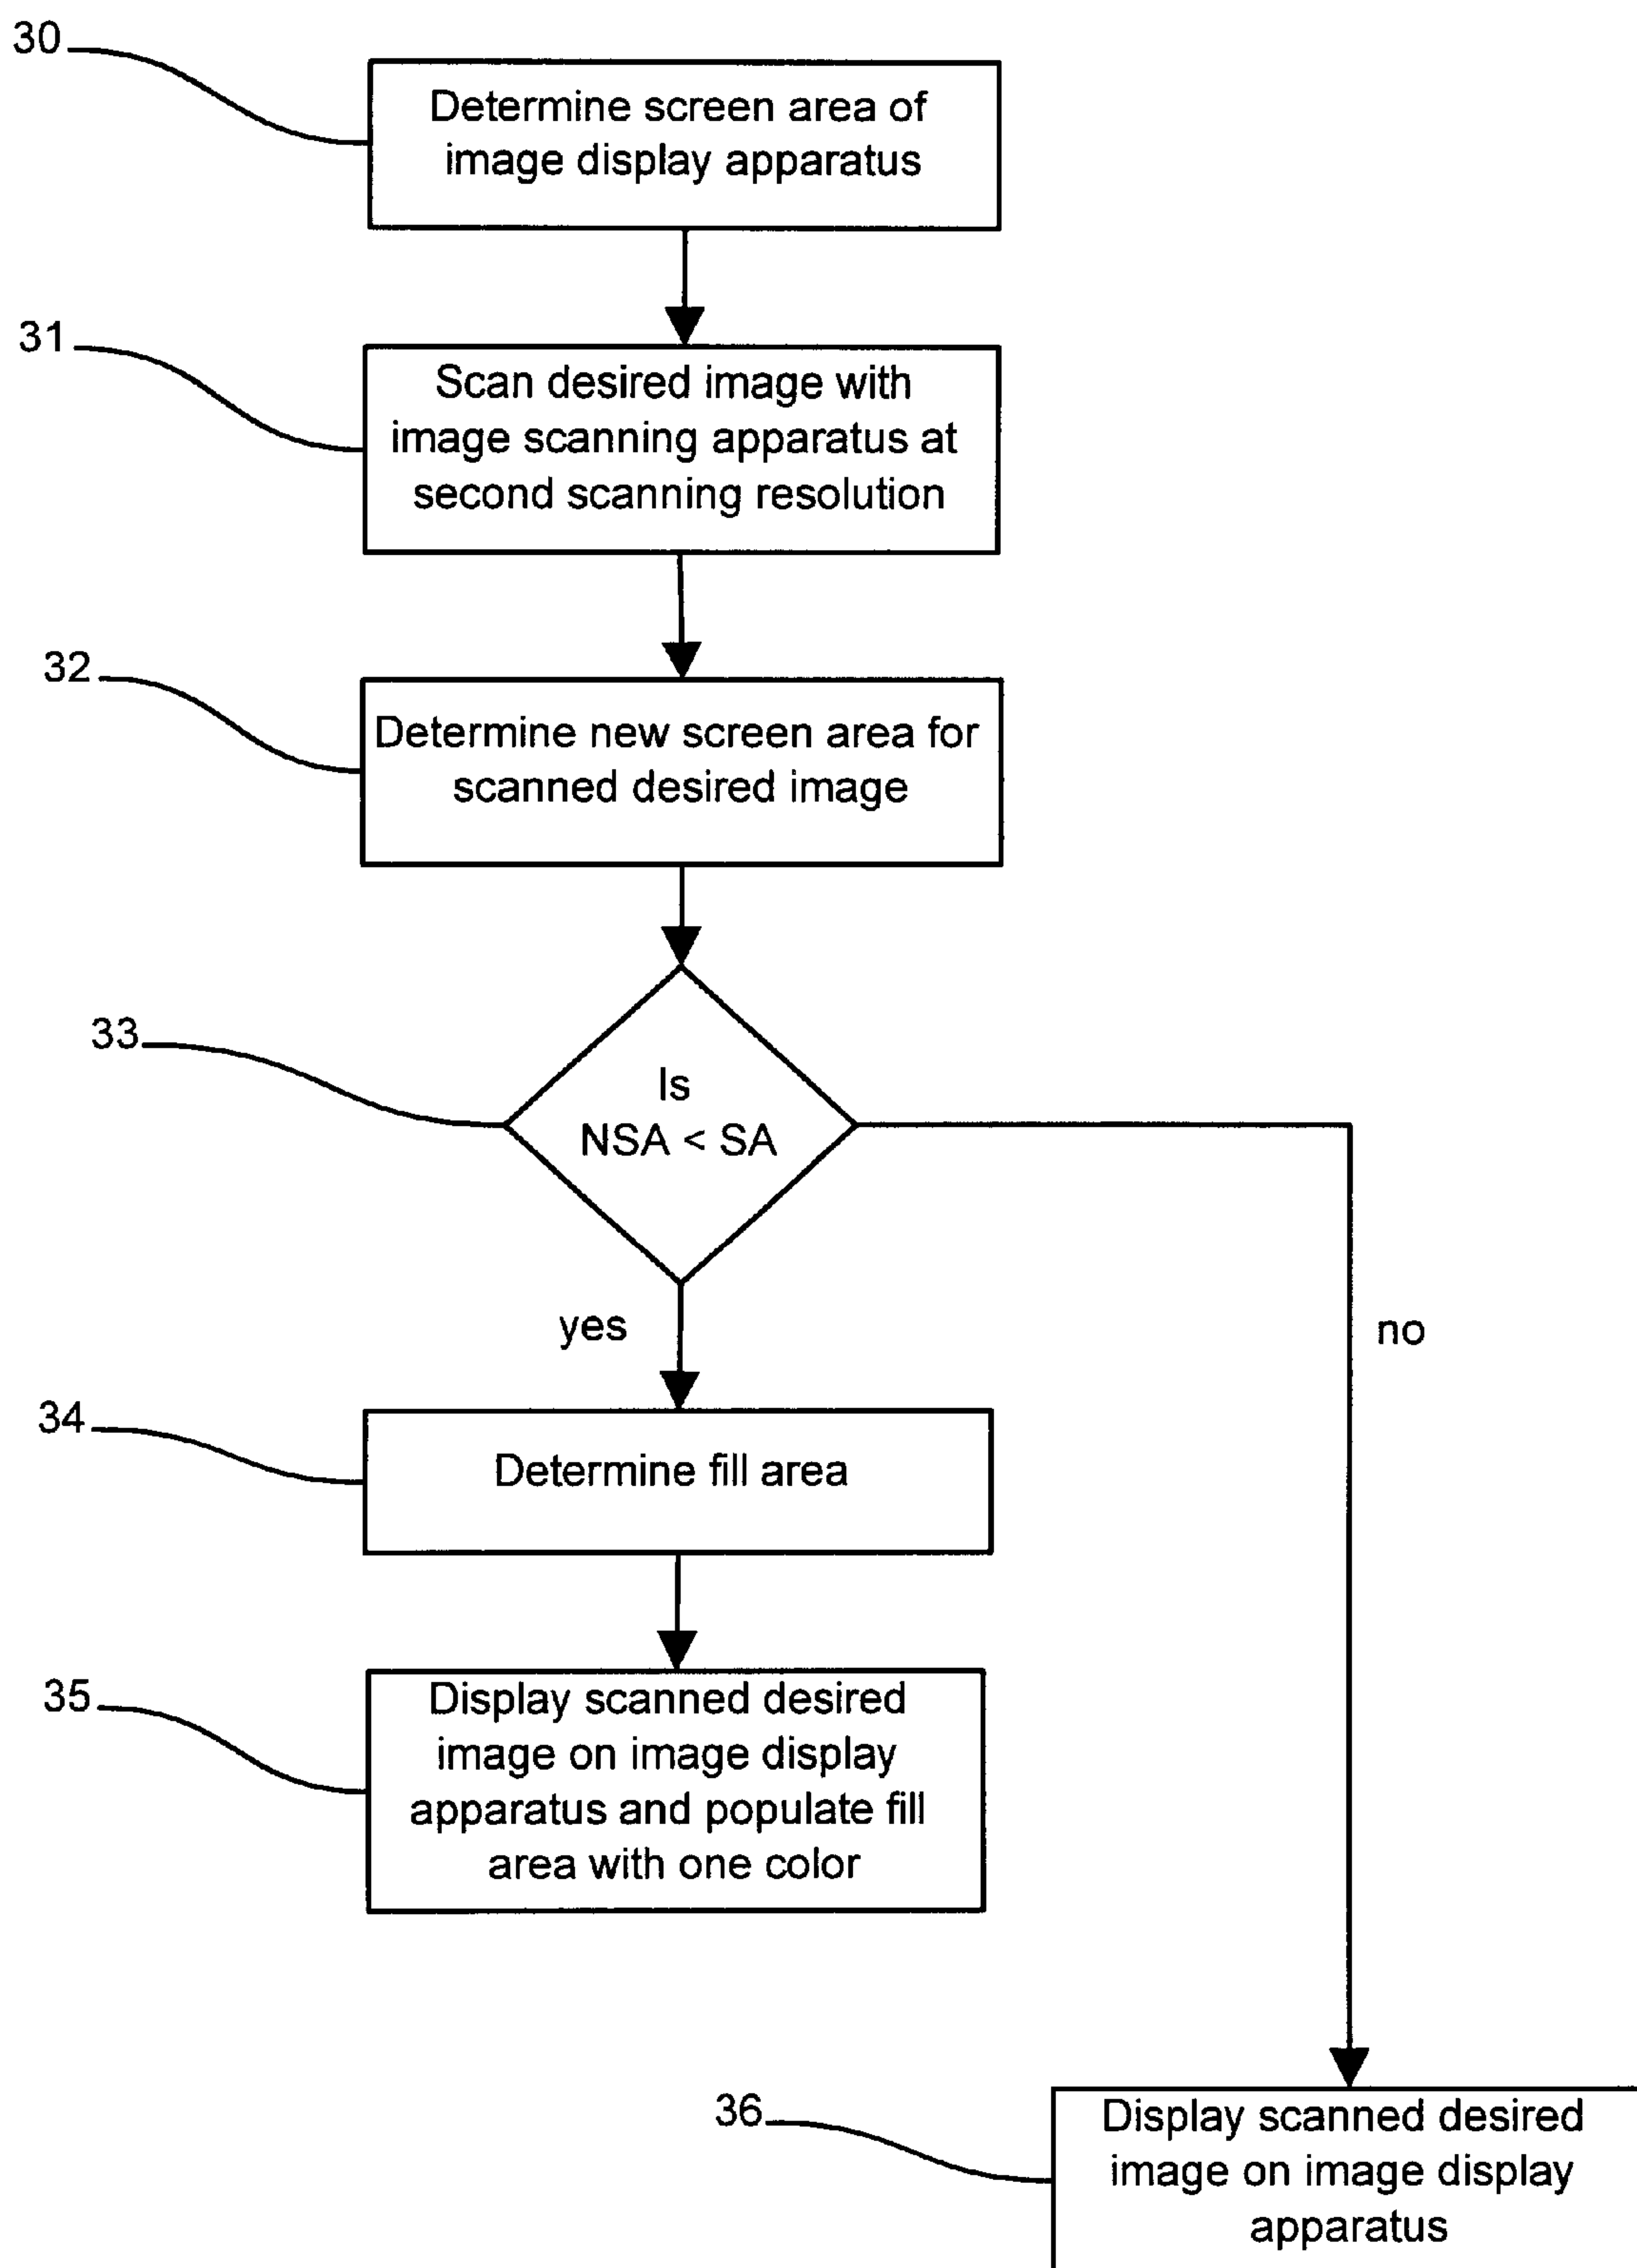 30
Determine screen area of
image display apparatus
31
Scan desired image with
image scanning apparatus at
second scanning resolution
32
Determine new screen area for
scanned desired image
33
Is
NSA < SA
yes
no
34
Determine fill area
35
Display scanned desired
image on image display
apparatus and populate fill
area with one color
36
Display scanned desired
image on image display
apparatus